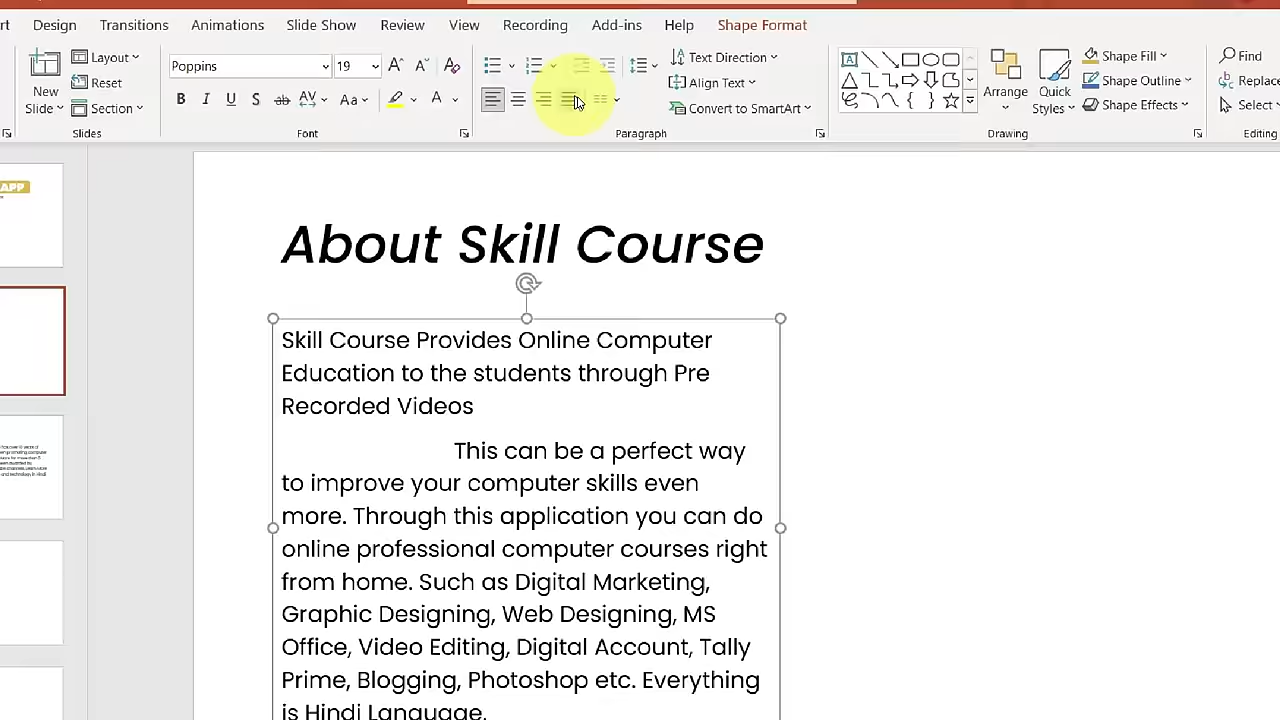 Design Transitions Animations Slide Show Review View Recording Add-ins Help Shape Format
New Slide
Layout
Reset
Section
Slides
Poppins 19
B I U S ab AV Aa A
Font
Text Direction
Align Text
Convert to SmartArt
Paragraph
Arrange
Quick Styles
Shape Fill
Shape Outline
Shape Effects
Drawing
Find
Replace
Select
Editing
APP
About Skill Course
Skill Course Provides Online Computer
Education to the students through Pre
Recorded Videos
This can be a perfect way
to improve your computer skills even
more. Through this application you can do
online professional computer courses right
from home. Such as Digital Marketing,
Graphic Designing, Web Designing, MS
Office, Video Editing, Digital Account, Tally
Prime, Blogging, Photoshop etc. Everything
is Hindi Language.